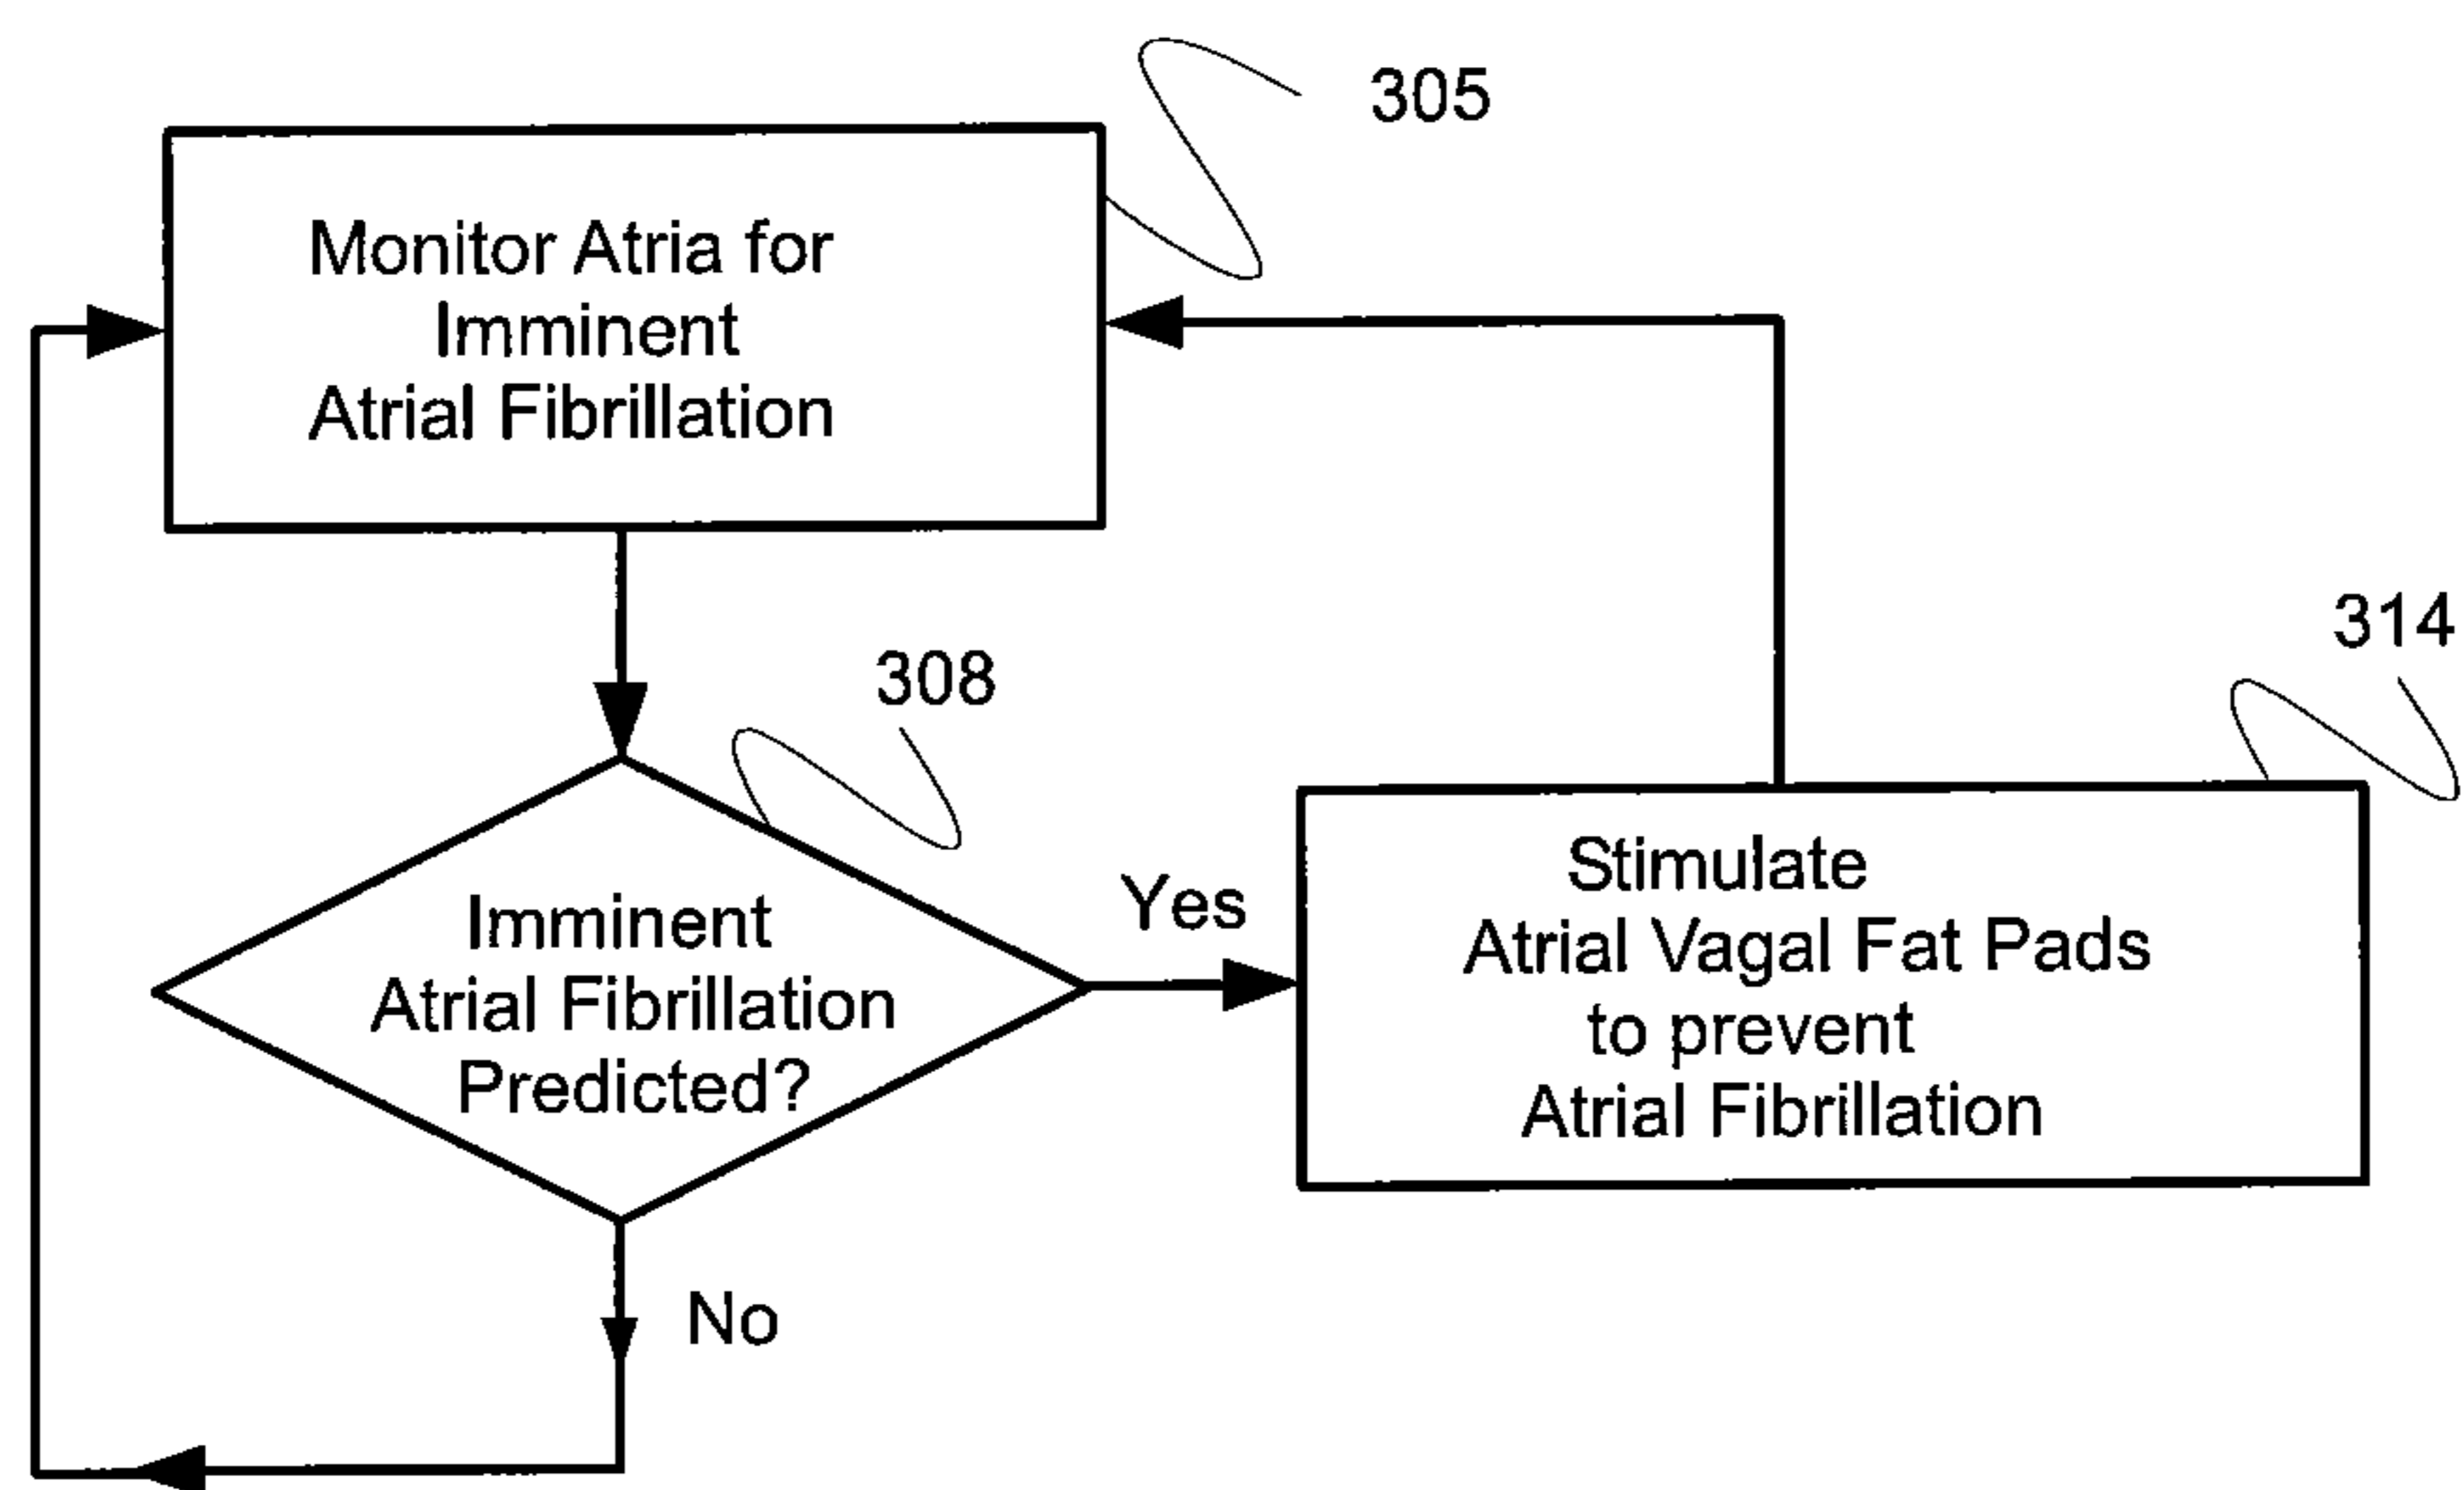 305
Monitor Atria for
Imminent
Atrial Fibrillation
308
314
Imminent
Atrial Fibrillation
Predicted?
Yes
Stimulate
Atrial Vagal Fat Pads
to prevent
Atrial Fibrillation
No